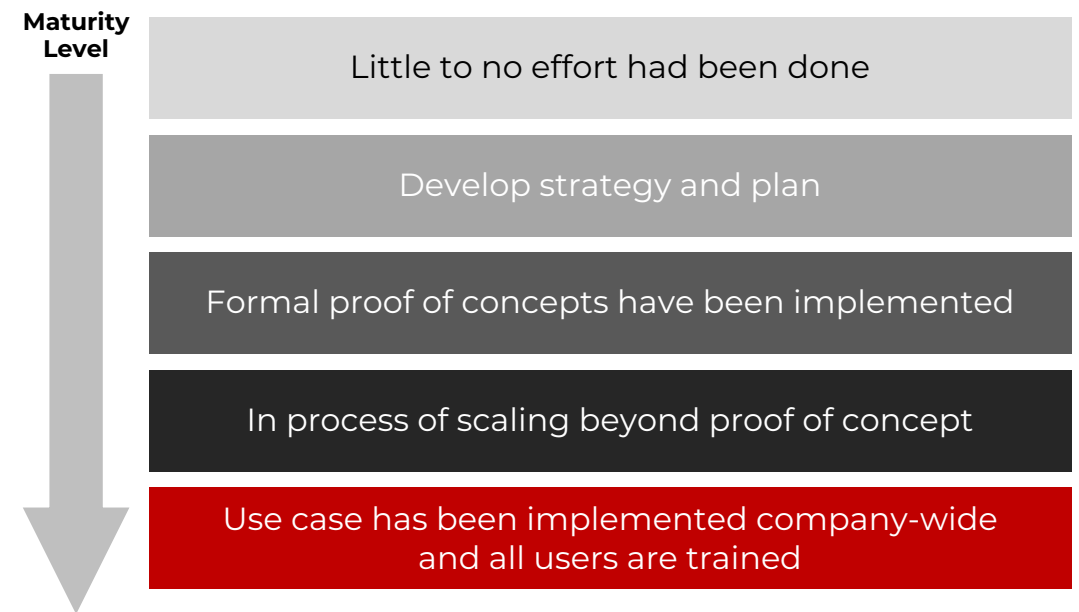 Maturity
Level
Little to no effort had been done
Develop strategy and plan
Formal proof of concepts have been implemented
In process of scaling beyond proof of concept
Use case has been implemented company-wide
and all users are trained